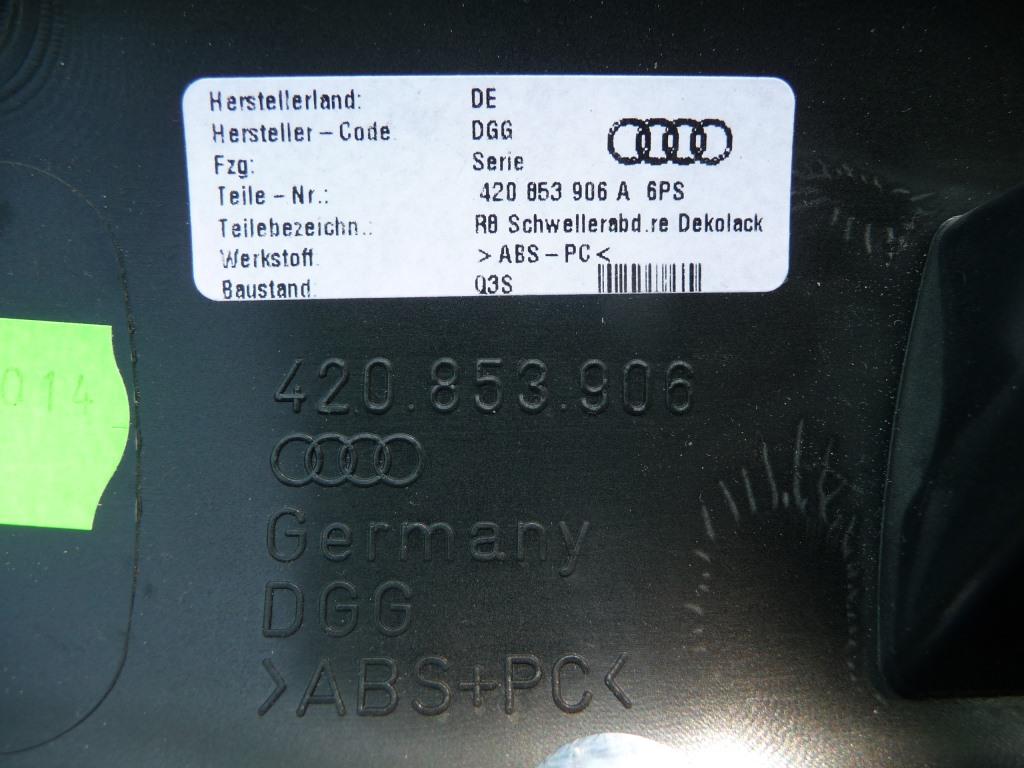 Herstellerland: DE
Hersteller-Code: DGG
Fzg: Serie
Teile-Nr.: 420 853 906 A 6PS
Teilebezeichn.: R8 Schwellerabd.re Dekolack
Werkstoff: >ABS-PC<
Baustand: Q3S
014
420.853.906
Germany
DGG
>ABS+PC<